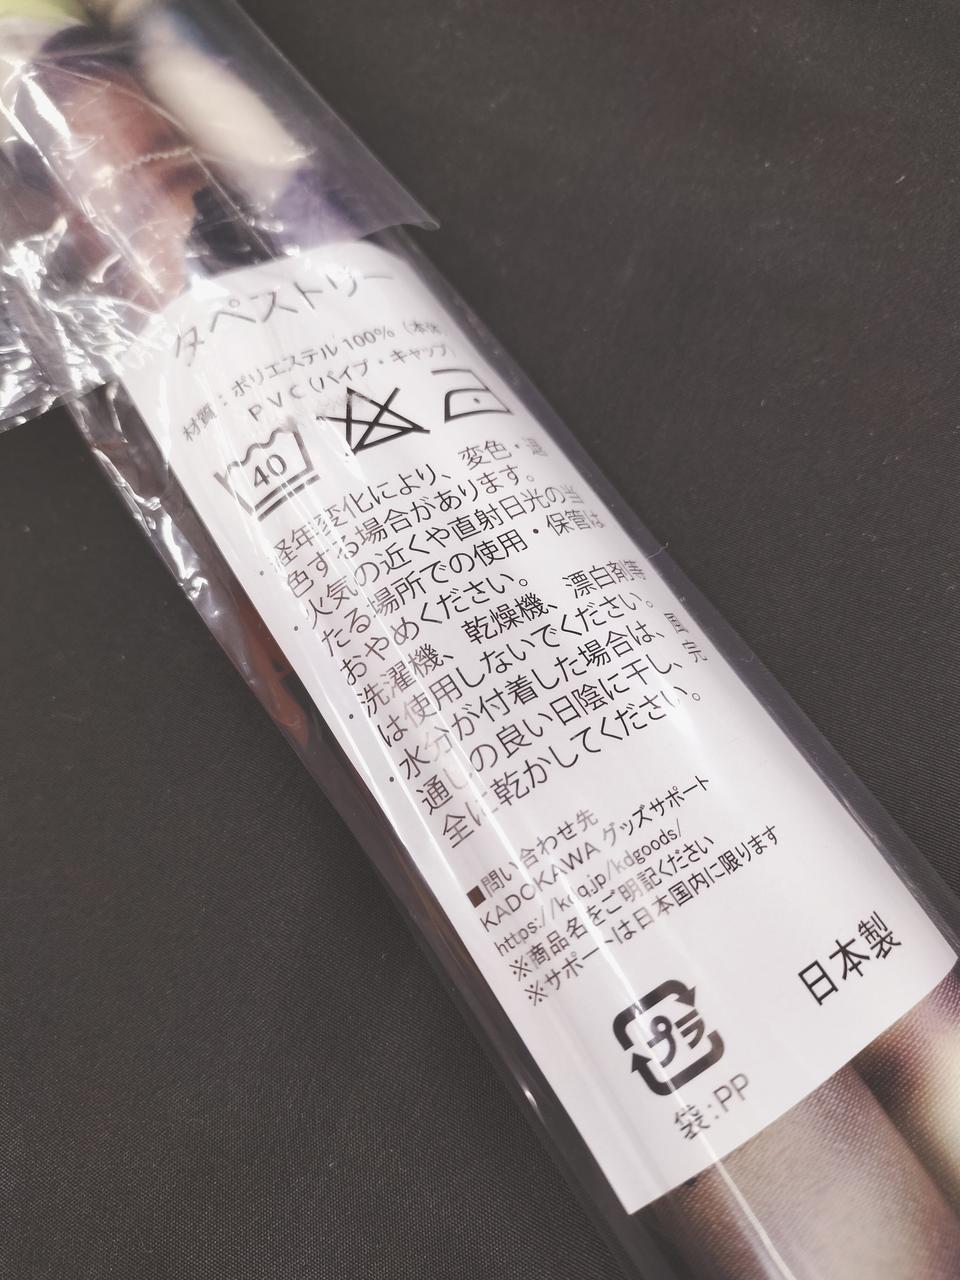 タペストリー
材質：ポリエステル100%（本体
PVC（パイプ・キャップ）
40
・経年変化により、変色・退
色する場合があります。
・火気の近くや直射日光の当
たる場所での使用・保管は
おやめください。
・洗濯機、乾燥機、漂白剤等
は使用しないでください。
・水分が付着した場合は、風
通しの良い日陰に干し、完
全に乾かしてください。
■問い合わせ先
KADOKAWA グッズサポート
https://kdq.jp/kdgoods/
※商品名をご明記ください
※サポートは日本国内に限ります
日本製
プラ
袋:PP